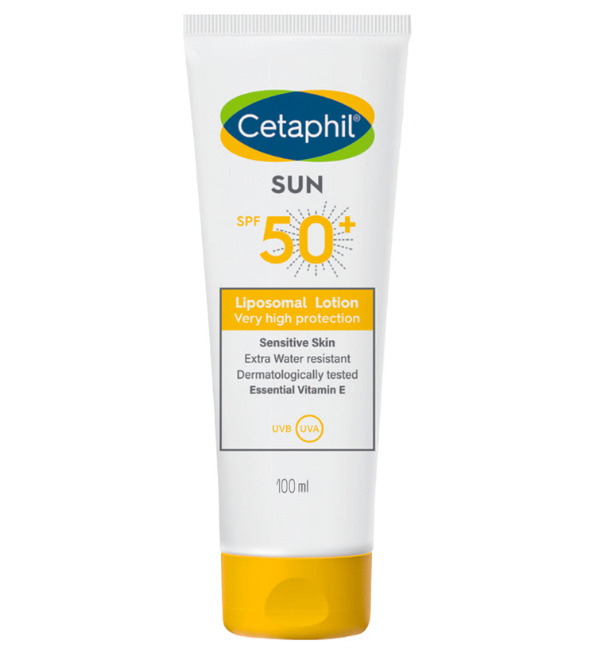 Cetaphil®
SUN
SPF 50+
Liposomal Lotion
Very high protection
Sensitive Skin
Extra Water resistant
Dermatologically tested
Essential Vitamin E
UVB UVA
100 ml